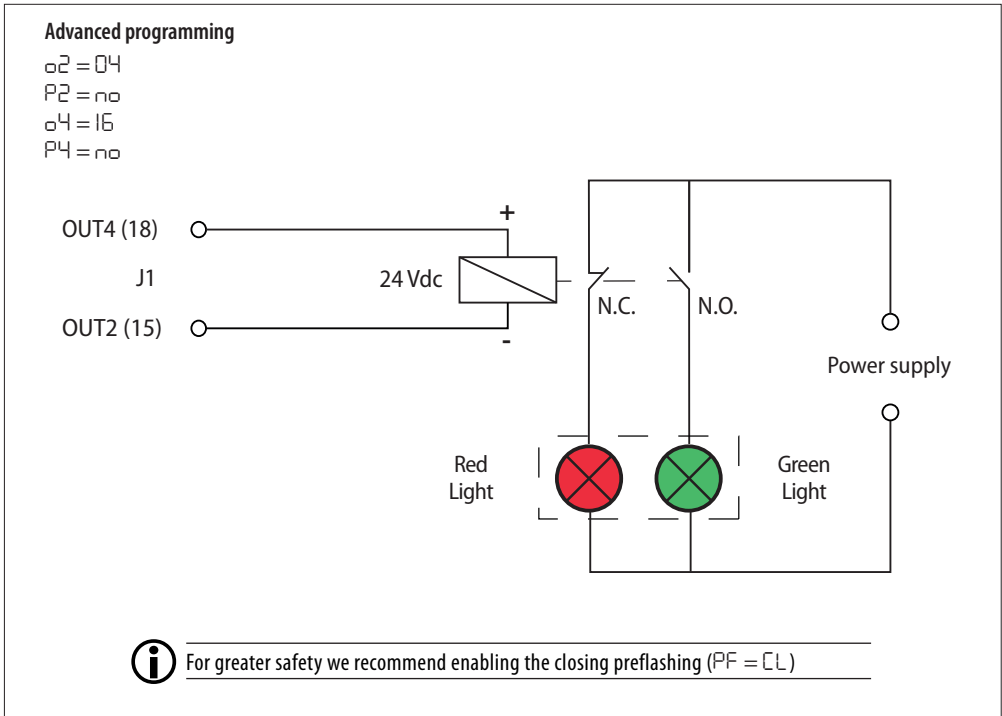 Advanced programming
o2 = 04
P2 = no
o4 = 16
P4 = no
OUT4 (18)
+
J1
24 Vdc
N.C.
N.O.
OUT2 (15)
-
Power supply
Red
Light
Green
Light
i
For greater safety we recommend enabling the closing preflashing (PF = CL)